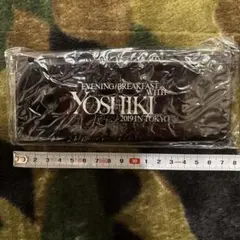 EVENING/BREAKFAST
WITH
YOSHIKI
2019 IN TOKYO